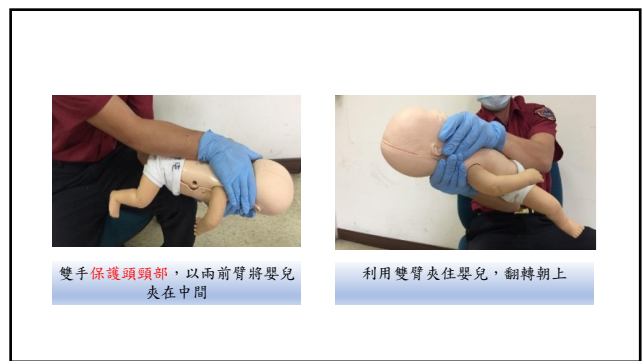 雙手保護頭頸部，以兩前臂將嬰兒
夾在中間
利用雙臂夾住嬰兒，翻轉朝上